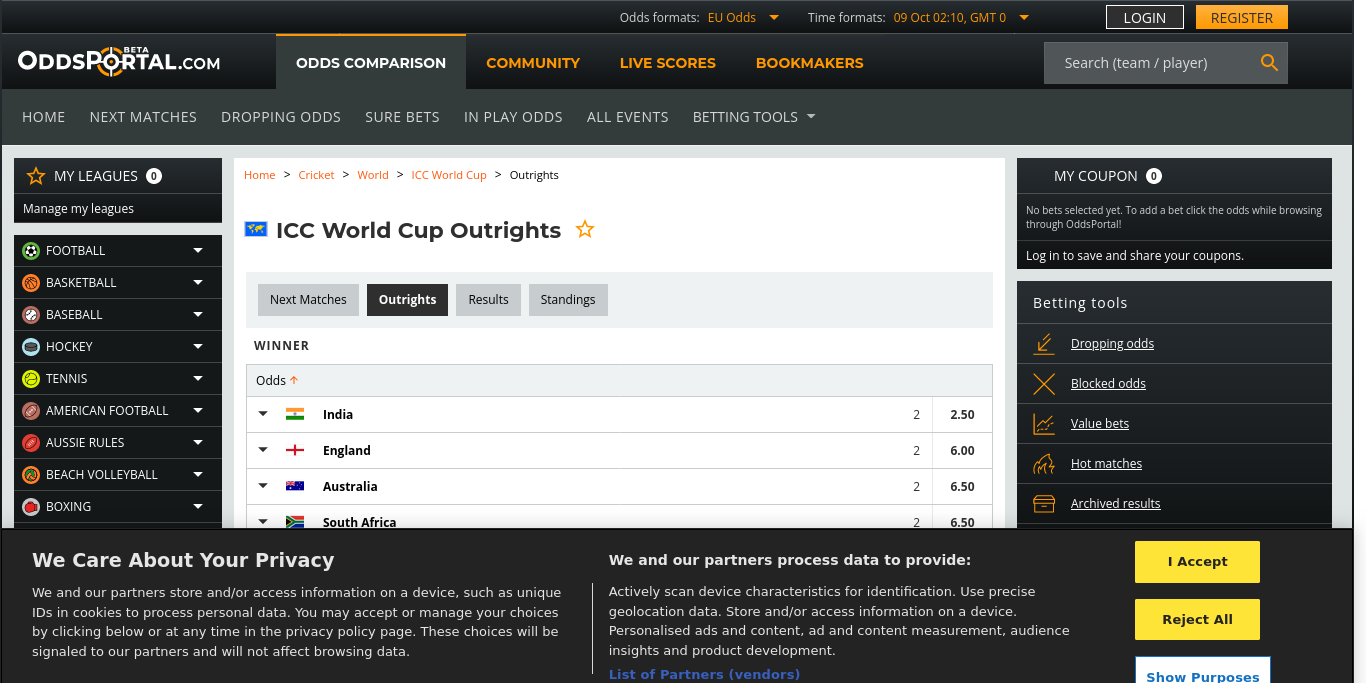 Odds formats: EU Odds Time formats: 09 Oct 02:10, GMT 0 LOGIN REGISTER
ODDSPORTAL.COM BETA
ODDS COMPARISON COMMUNITY LIVE SCORES BOOKMAKERS Search (team / player)
HOME NEXT MATCHES DROPPING ODDS SURE BETS IN PLAY ODDS ALL EVENTS BETTING TOOLS
MY LEAGUES 0
Manage my leagues
FOOTBALL
BASKETBALL
BASEBALL
HOCKEY
TENNIS
AMERICAN FOOTBALL
AUSSIE RULES
BEACH VOLLEYBALL
BOXING
Home > Cricket > World > ICC World Cup > Outrights
ICC World Cup Outrights
Next Matches Outrights Results Standings
WINNER
Odds
India 2 2.50
England 2 6.00
Australia 2 6.50
South Africa 2 6.50
MY COUPON 0
No bets selected yet. To add a bet click the odds while browsing
through OddsPortal!
Log in to save and share your coupons.
Betting tools
Dropping odds
Blocked odds
Value bets
Hot matches
Archived results
We Care About Your Privacy
We and our partners store and/or access information on a device, such as unique
IDs in cookies to process personal data. You may accept or manage your choices
by clicking below or at any time in the privacy policy page. These choices will be
signaled to our partners and will not affect browsing data.
We and our partners process data to provide:
Actively scan device characteristics for identification. Use precise
geolocation data. Store and/or access information on a device.
Personalised ads and content, ad and content measurement, audience
insights and product development.
List of Partners (vendors)
I Accept
Reject All
Show Purposes